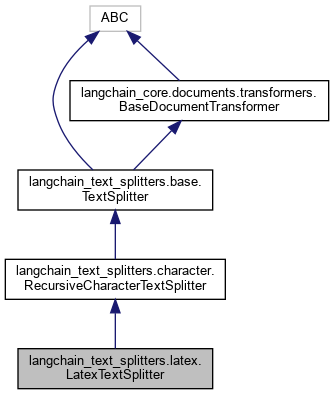 ABC
langchain_core.documents.transformers.
BaseDocumentTransformer
langchain_text_splitters.base.
TextSplitter
langchain_text_splitters.character.
RecursiveCharacterTextSplitter
langchain_text_splitters.latex.
LatexTextSplitter